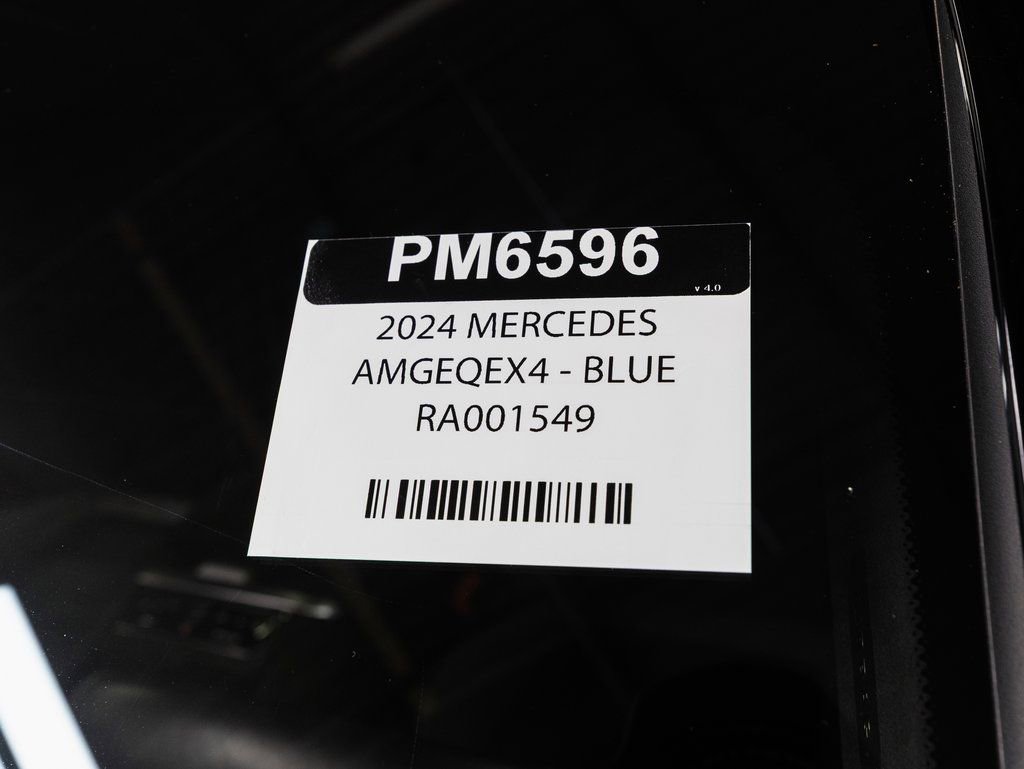 PM6596
v 4.0
2024 MERCEDES
AMGEQEX4 - BLUE
RA001549